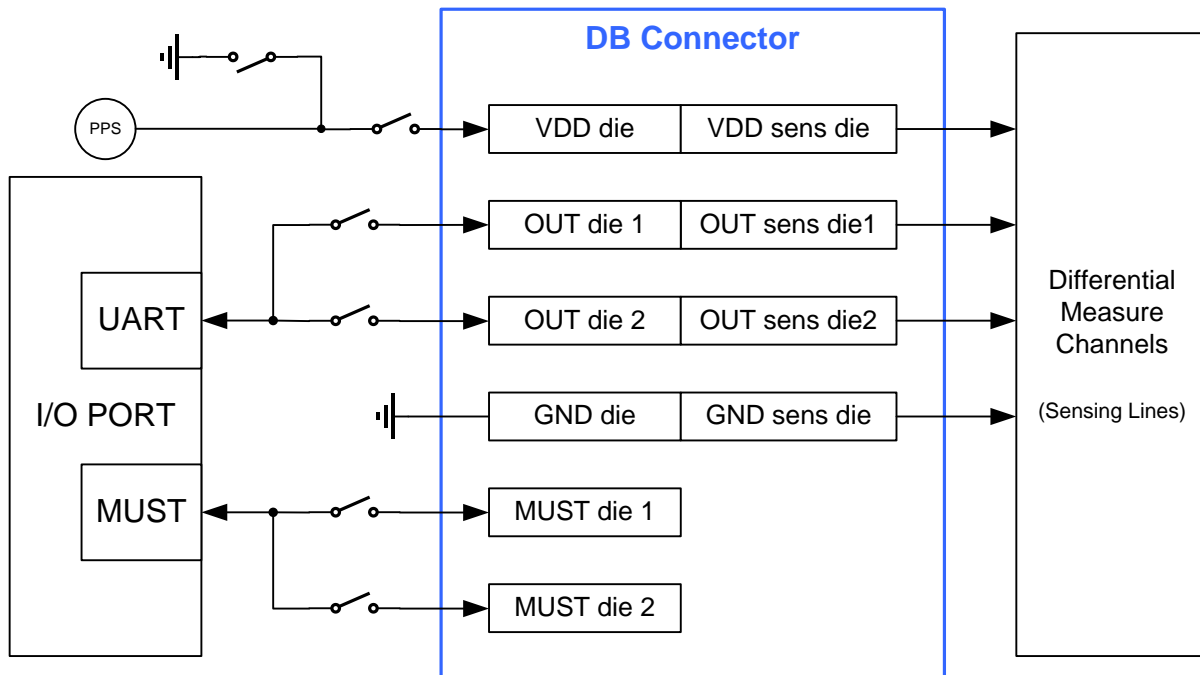 DB Connector
PPS
VDD die
VDD sens die
OUT die 1
OUT sens die1
UART
OUT die 2
OUT sens die2
Differential
Measure
Channels
(Sensing Lines)
I/O PORT
GND die
GND sens die
MUST
MUST die 1
MUST die 2